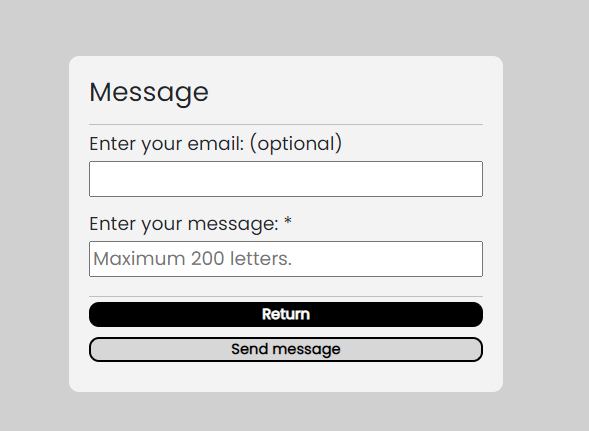 Message
Enter your email: (optional)
Enter your message: *
Maximum 200 letters.
Return
Send message